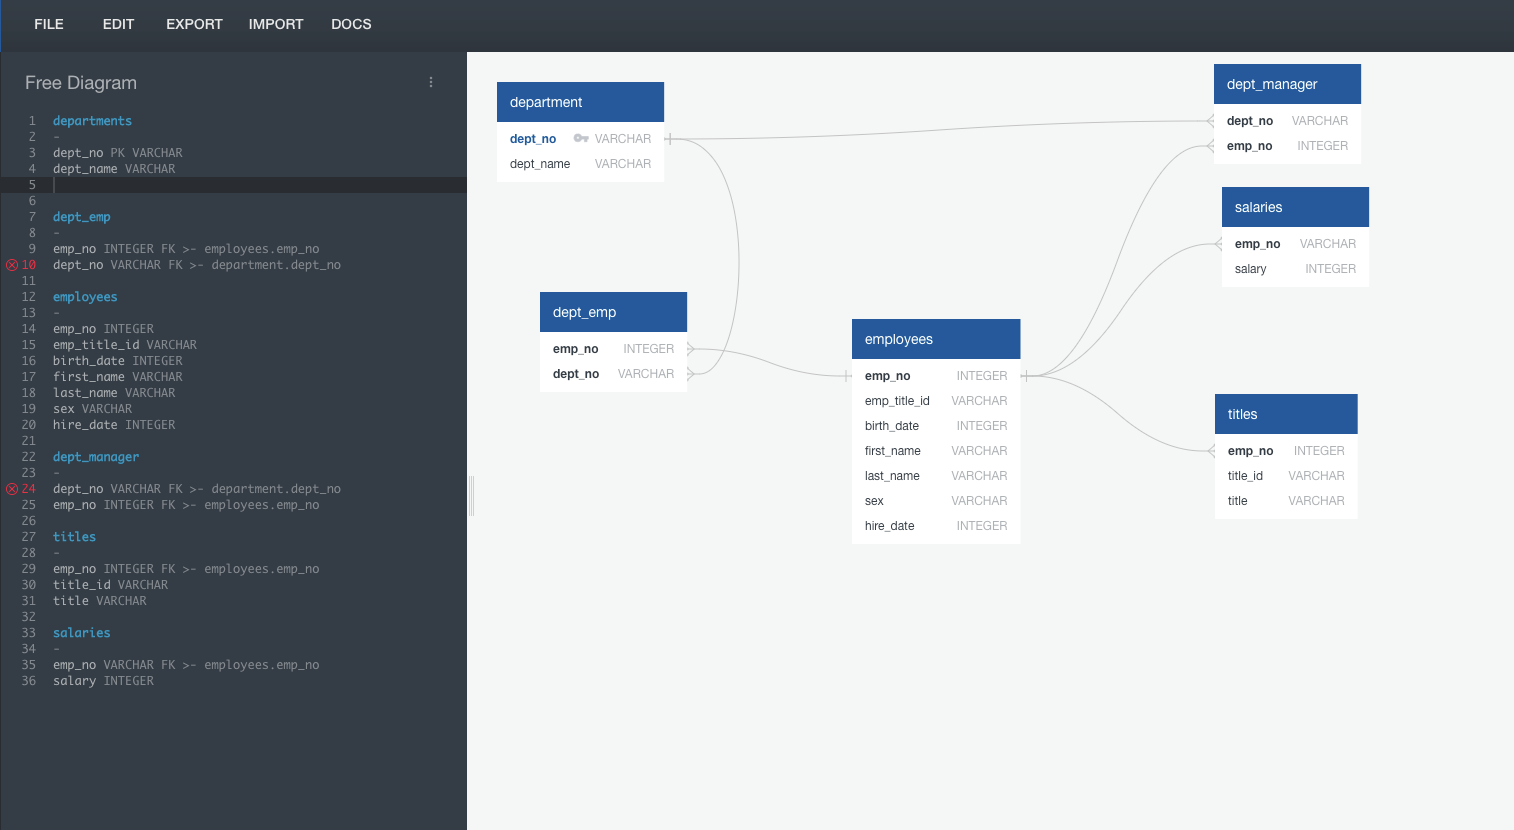 FILE EDIT EXPORT IMPORT DOCS
Free Diagram
1 departments
2 -
3 dept_no PK VARCHAR
4 dept_name VARCHAR
5
6
7 dept_emp
8 -
9 emp_no INTEGER FK >- employees.emp_no
10 dept_no VARCHAR FK >- department.dept_no
11
12 employees
13 -
14 emp_no INTEGER
15 emp_title_id VARCHAR
16 birth_date INTEGER
17 first_name VARCHAR
18 last_name VARCHAR
19 sex VARCHAR
20 hire_date INTEGER
21
22 dept_manager
23 -
24 dept_no VARCHAR FK >- department.dept_no
25 emp_no INTEGER FK >- employees.emp_no
26
27 titles
28 -
29 emp_no INTEGER FK >- employees.emp_no
30 title_id VARCHAR
31 title VARCHAR
32
33 salaries
34 -
35 emp_no VARCHAR FK >- employees.emp_no
36 salary INTEGER
department
dept_no VARCHAR
dept_name VARCHAR
dept_emp
emp_no INTEGER
dept_no VARCHAR
employees
emp_no INTEGER
emp_title_id VARCHAR
birth_date INTEGER
first_name VARCHAR
last_name VARCHAR
sex VARCHAR
hire_date INTEGER
dept_manager
dept_no VARCHAR
emp_no INTEGER
salaries
emp_no VARCHAR
salary INTEGER
titles
emp_no INTEGER
title_id VARCHAR
title VARCHAR